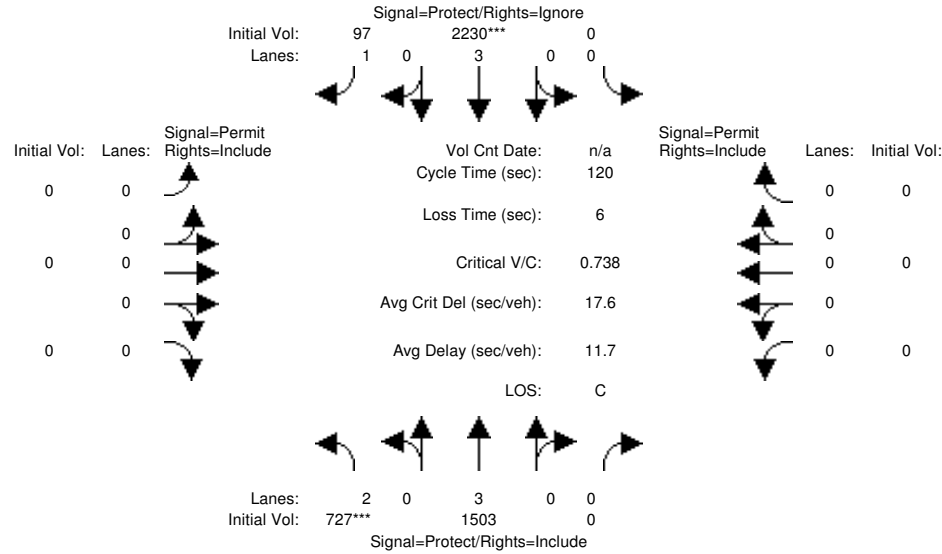 Signal=Protect/Rights=Ignore
Initial Vol: 97 2230*** 0
Lanes: 1 0 3 0 0
Signal=Permit
Initial Vol: Lanes: Rights=Include
Vol Cnt Date: n/a
Signal=Permit
Rights=Include Lanes: Initial Vol:
Cycle Time (sec): 120
0 0
0 0
Loss Time (sec): 6
0
0
0 0
Critical V/C: 0.738
0 0
0
Avg Crit Del (sec/veh): 17.6
0
0 0
Avg Delay (sec/veh): 11.7
0 0
LOS: C
Lanes: 2 0 3 0 0
Initial Vol: 727*** 1503 0
Signal=Protect/Rights=Include